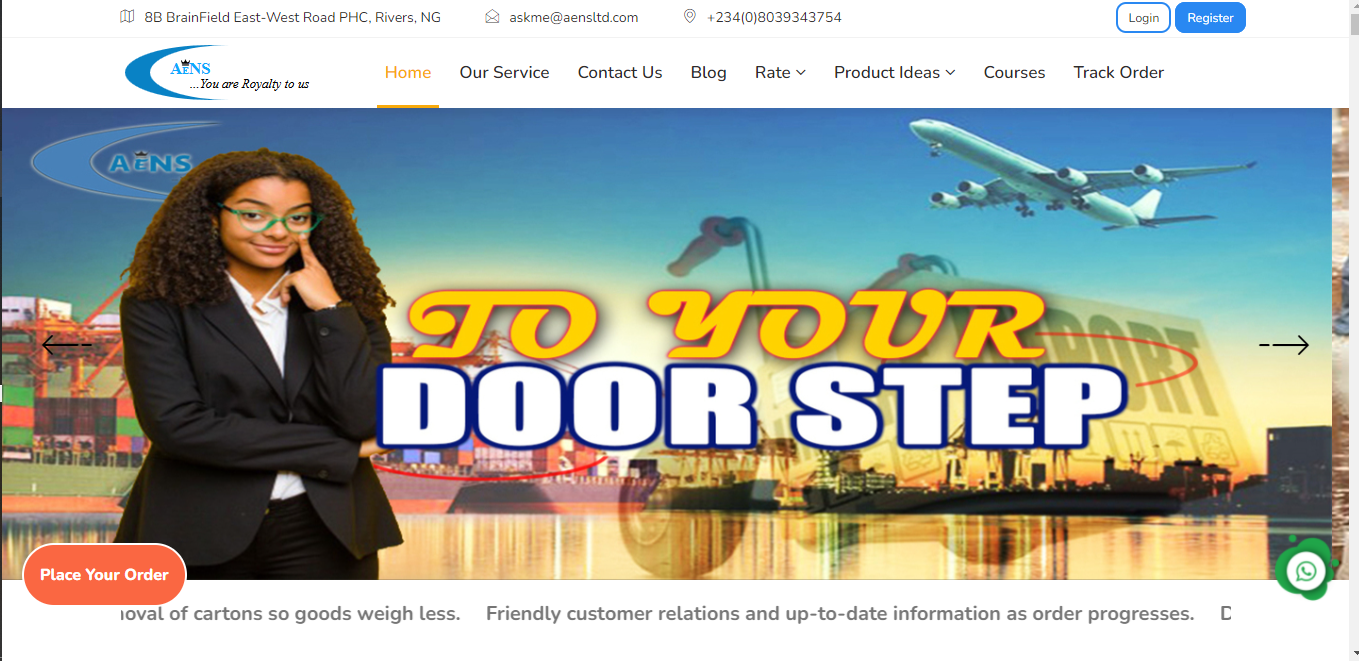 8B BrainField East-West Road PHC, Rivers, NG
askme@aensltd.com
+234(0)8039343754
Login
Register
AENS
...You are Royalty to us
Home
Our Service
Contact Us
Blog
Rate
Product Ideas
Courses
Track Order
AENS
TO YOUR
DOOR STEP
PORT
Place Your Order
oval of cartons so goods weigh less.
Friendly customer relations and up-to-date information as order progresses.
D